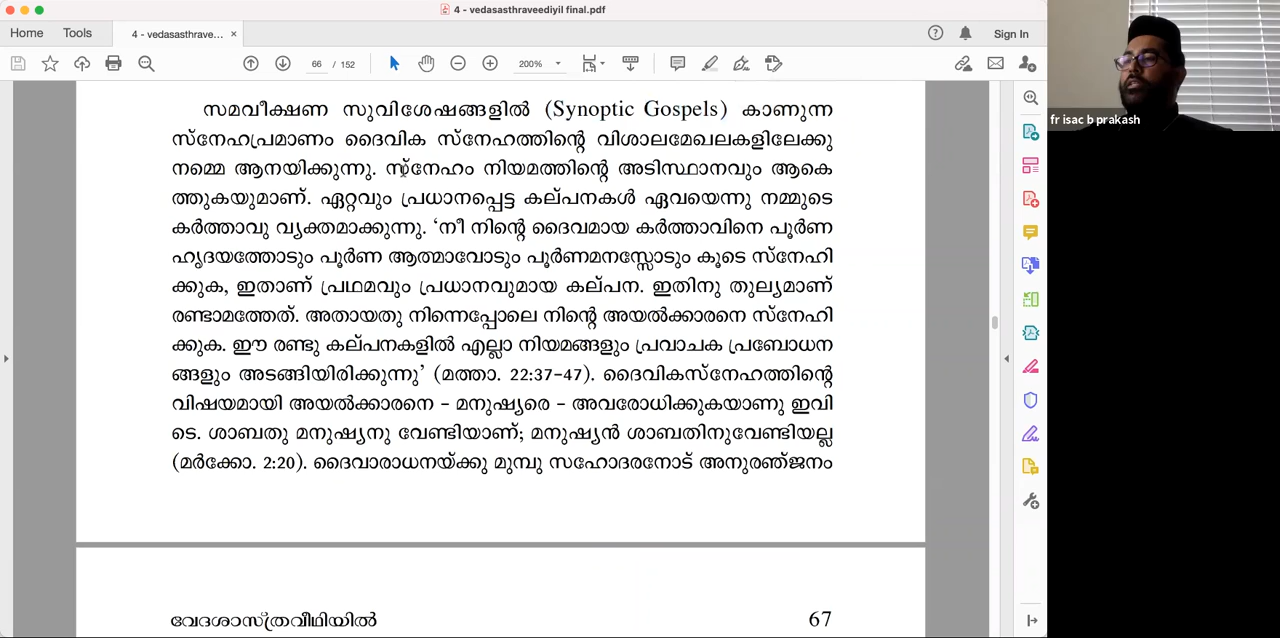 4 - vedasasthraveediyil final.pdf
Home Tools 4 - vedasasthrave... × Sign In
66 / 152 200%
സമവീക്ഷണ സുവിശേഷങ്ങളിൽ (Synoptic Gospels) കാണുന്ന
സ്നേഹപ്രമാണം ദൈവിക സ്നേഹത്തിന്റെ വിശാലമേഖലകളിലേക്കു
നമ്മെ ആനയിക്കുന്നു. സ്നേഹം നിയമത്തിന്റെ അടിസ്ഥാനവും ആകെ
ത്തുകയുമാണ്. ഏറ്റവും പ്രധാനപ്പെട്ട കല്പനകൾ ഏവയെന്നു നമ്മുടെ
കർത്താവു വ്യക്തമാക്കുന്നു. ‘നീ നിന്റെ ദൈവമായ കർത്താവിനെ പൂർണ
ഹൃദയത്തോടും പൂർണ ആത്മാവോടും പൂർണമനസ്സോടും കൂടെ സ്നേഹി
ക്കുക, ഇതാണ് പ്രഥമവും പ്രധാനവുമായ കല്പന. ഇതിനു തുല്യമാണ്
രണ്ടാമത്തേത്. അതായതു നിന്നെപ്പോലെ നിന്റെ അയൽക്കാരനെ സ്നേഹി
ക്കുക. ഈ രണ്ടു കല്പനകളിൽ എല്ലാ നിയമങ്ങളും പ്രവാചക പ്രബോധന
ങ്ങളും അടങ്ങിയിരിക്കുന്നു’ (മത്താ. 22:37-47). ദൈവികസ്നേഹത്തിന്റെ
വിഷയമായി അയൽക്കാരനെ - മനുഷ്യരെ - അവരോധിക്കുകയാണു ഇവി
ടെ. ശാബതു മനുഷ്യനു വേണ്ടിയാണ്; മനുഷ്യൻ ശാബതിനുവേണ്ടിയല്ല
(മർക്കോ. 2:20). ദൈവാരാധനയ്ക്കു മുമ്പു സഹോദരനോട് അനുരഞ്ജനം
വേദശാസ്ത്രവീഥിയിൽ 67
fr isac b prakash